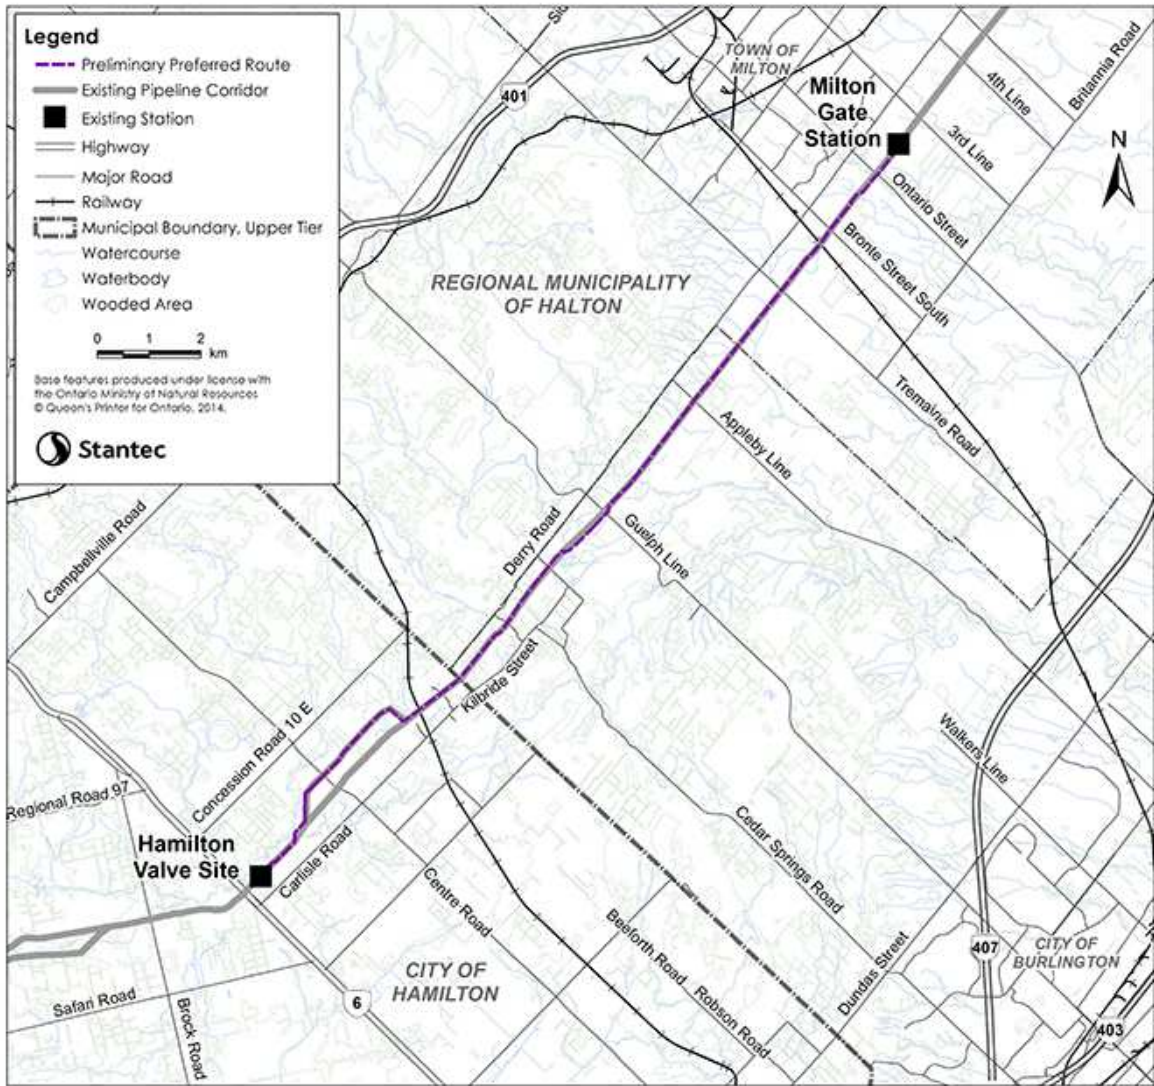 Legend
Preliminary Preferred Route
Existing Pipeline Corridor
Existing Station
Highway
Major Road
Railway
Municipal Boundary, Upper Tier
Watercourse
Waterbody
Wooded Area
0 1 2
km
Base features produced under license with
the Ontario Ministry of Natural Resources
© Queen's Printer for Ontario, 2014.
Stantec
401
TOWN OF
MILTON
Milton
Gate
Station
4th Line
Britannia Road
3rd Line
N
Ontario Street
Bronte Street South
REGIONAL MUNICIPALITY
OF HALTON
Tremaine Road
Appleby Line
Campbellville Road
Derry Road
Guelph Line
Kilbride Street
Concession Road 10 E
Regional Road 97
Walkers Line
Hamilton
Valve Site
Carlisle Road
Cedar Springs Road
Centre Road
Beeforth Road
Robson Road
Dundas Street
407
CITY OF
BURLINGTON
CITY OF
HAMILTON
Safari Road
Brock Road
6
403